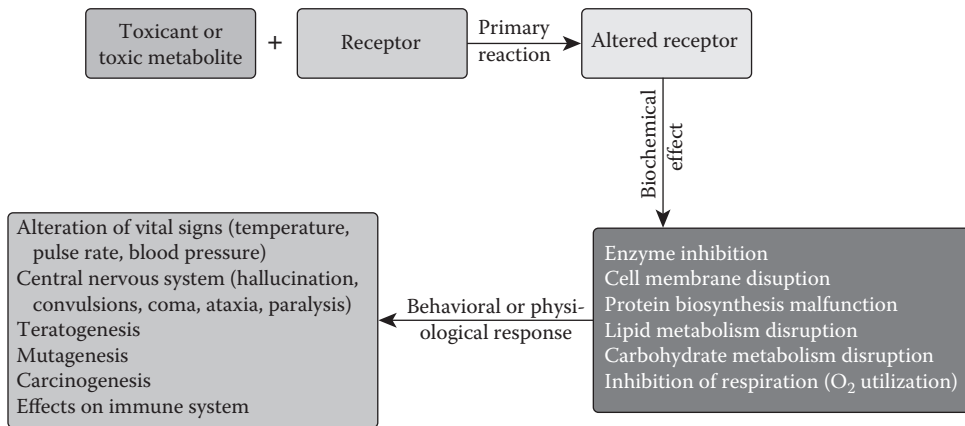 Toxicant or
toxic metabolite
+
Receptor
Primary
reaction
Altered receptor
Biochemical
effect
Enzyme inhibition
Cell membrane disuption
Protein biosynthesis malfunction
Lipid metabolism disruption
Carbohydrate metabolism disruption
Inhibition of respiration (O₂ utilization)
Behavioral or physi-
ological response
Alteration of vital signs (temperature,
pulse rate, blood pressure)
Central nervous system (hallucination,
convulsions, coma, ataxia, paralysis)
Teratogenesis
Mutagenesis
Carcinogenesis
Effects on immune system